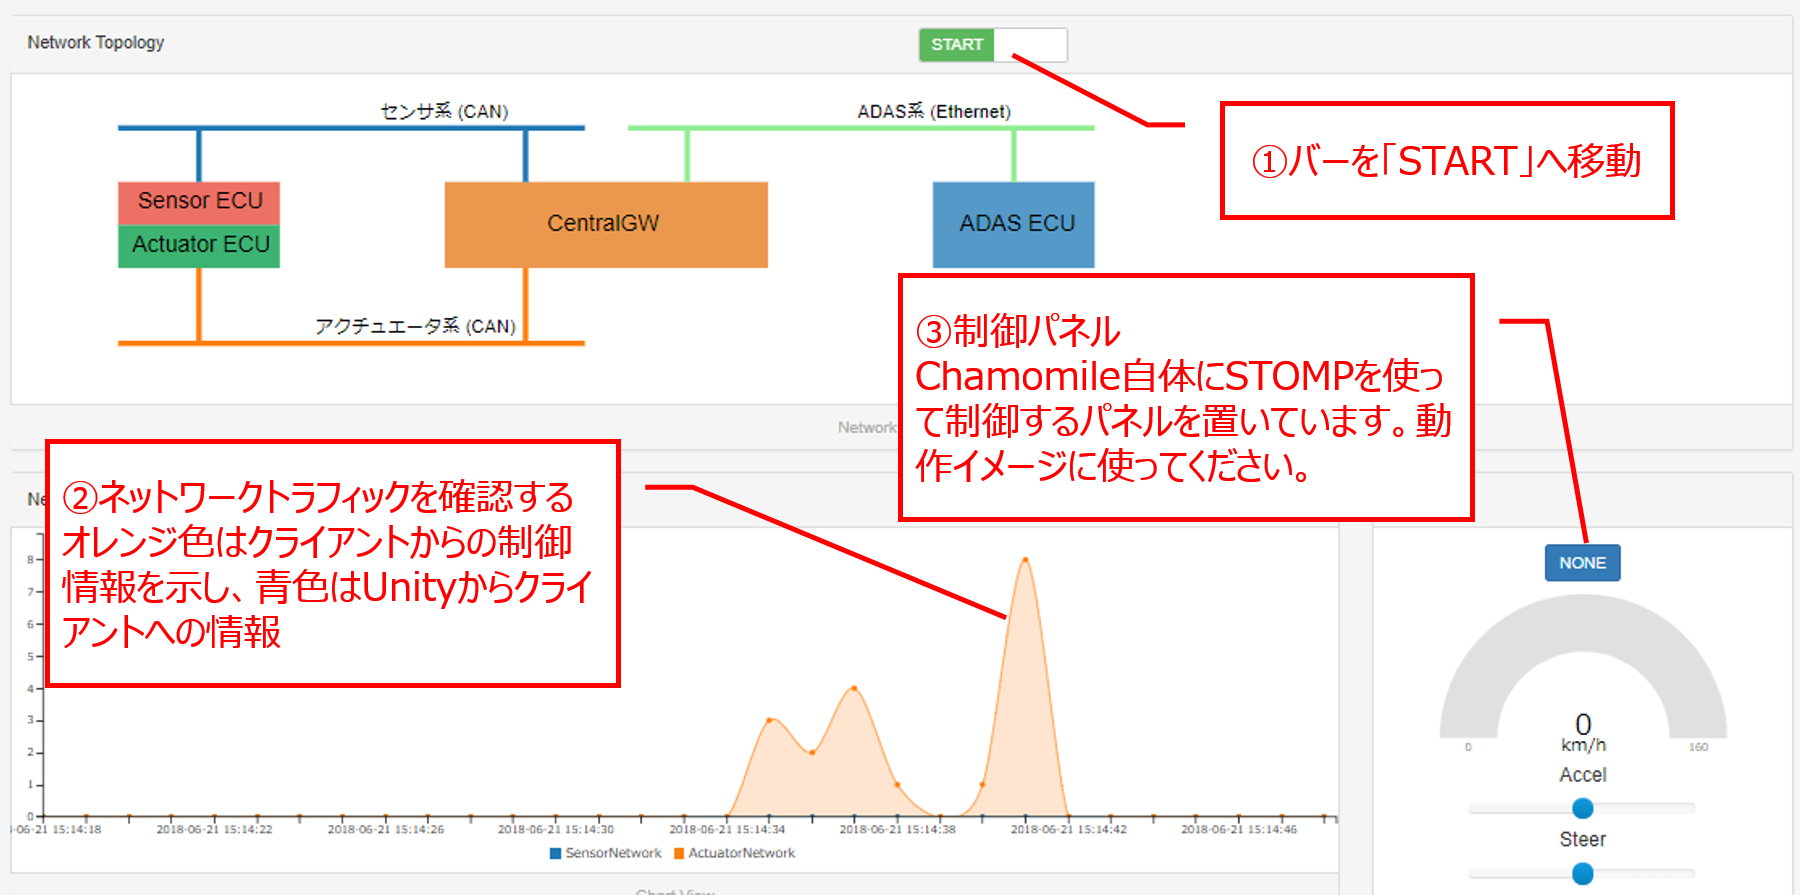 Network Topology
START
センサ系 (CAN)
ADAS系 (Ethernet)
①バーを「START」へ移動
Sensor ECU
Actuator ECU
CentralGW
ADAS ECU
アクチュエータ系 (CAN)
③制御パネル
Chamomile自体にSTOMPを使っ
て制御するパネルを置いています。動
作イメージに使ってください。
Network
②ネットワークトラフィックを確認する
オレンジ色はクライアントからの制御
情報を示し、青色はUnityからクライ
アントへの情報
8
7
6
5
4
3
2
1
0
-06-21 15:14:18
2018-06-21 15:14:22
2018-06-21 15:14:26
2018-06-21 15:14:30
2018-06-21 15:14:34
2018-06-21 15:14:38
2018-06-21 15:14:42
2018-06-21 15:14:46
SensorNetwork
ActuatorNetwork
NONE
0
km/h
0
160
Accel
Steer